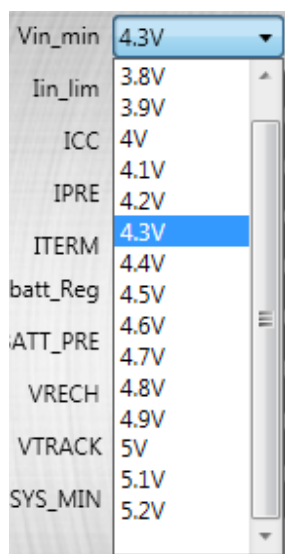 Vin_min 4.3V
Iin_lim
ICC
IPRE
ITERM
batt_Reg
ATT_PRE
VRECH
VTRACK
SYS_MIN
3.8V
3.9V
4V
4.1V
4.2V
4.3V
4.4V
4.5V
4.6V
4.7V
4.8V
4.9V
5V
5.1V
5.2V